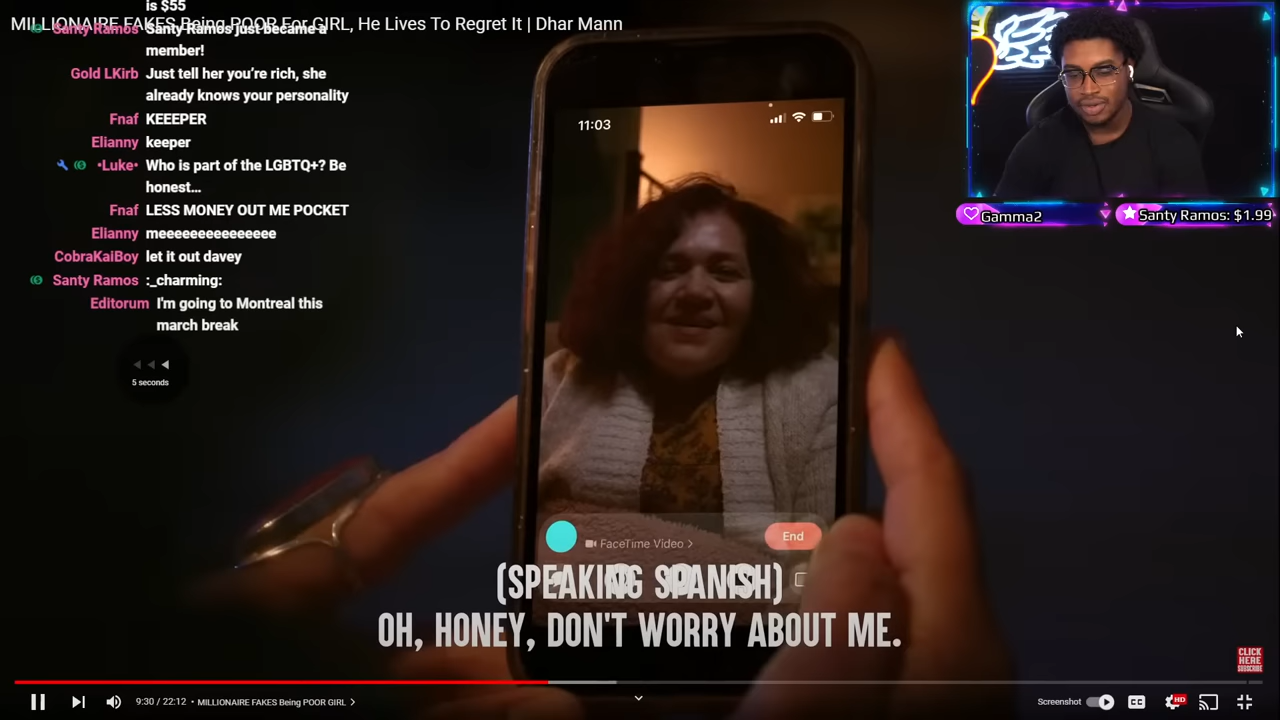 is $55
MILLIONAIRE FAKES Being POOR For GIRL, He Lives To Regret It | Dhar Mann
Santy Ramos Santy Ramos just became a
member!
Gold LKirb Just tell her you're rich, she
already knows your personality
Fnaf KEEEPER
Elianny keeper
•Luke• Who is part of the LGBTQ+? Be
honest...
Fnaf LESS MONEY OUT ME POCKET
Elianny meeeeeeeeeeeeee
CobraKaiBoy let it out davey
Santy Ramos :_charming:
Editorum I'm going to Montreal this
march break
5 seconds
11:03
Gamma2
Santy Ramos: $1.99
FaceTime Video >
End
(SPEAKING SPANISH)
OH, HONEY, DON'T WORRY ABOUT ME.
CLICK
HERE
SUBSCRIBE
9:30 / 22:12 • MILLIONAIRE FAKES Being POOR GIRL >
Screenshot
CC
HD